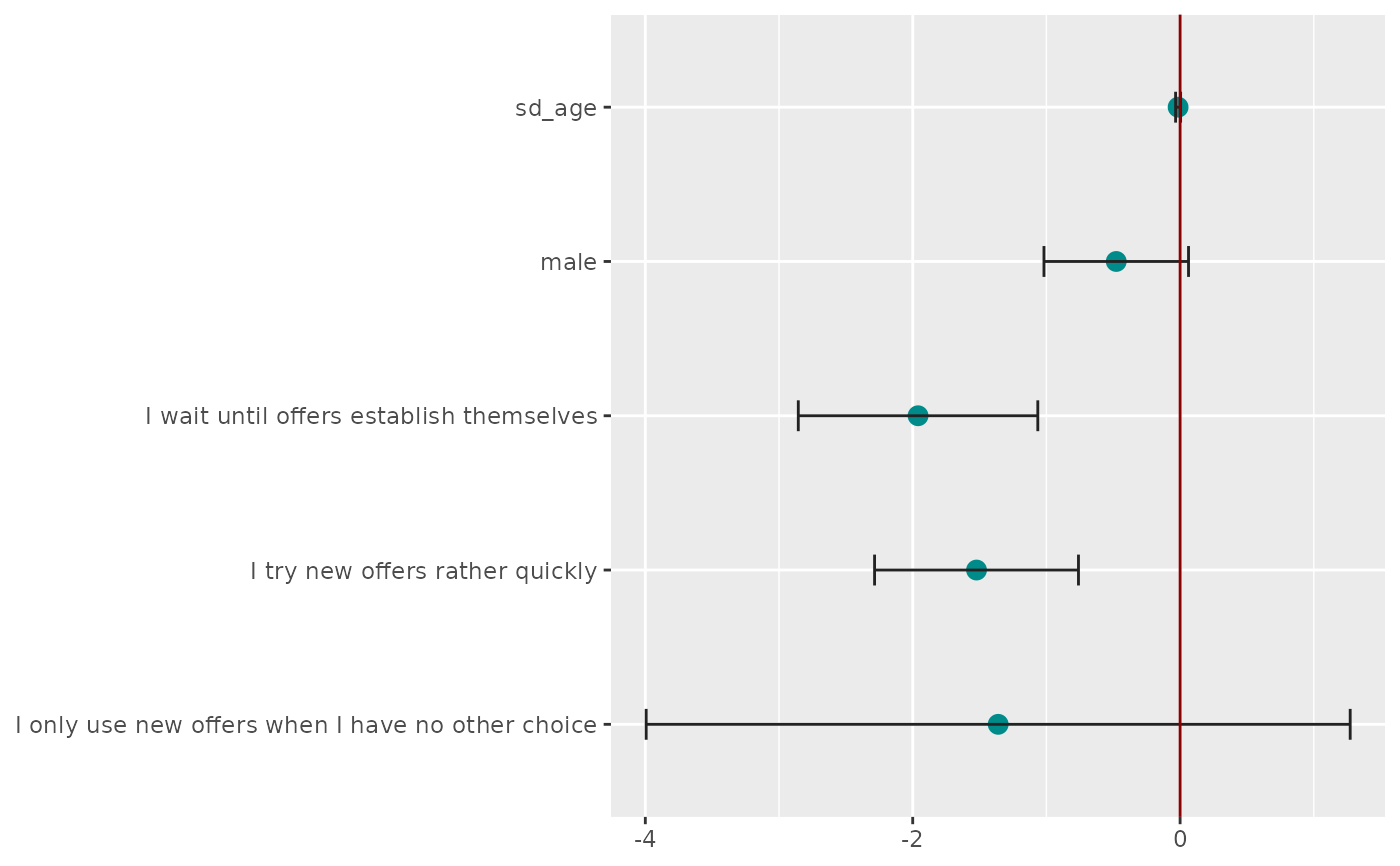 sd_age
male
I wait until offers establish themselves
I try new offers rather quickly
I only use new offers when I have no other choice
-4 -2 0